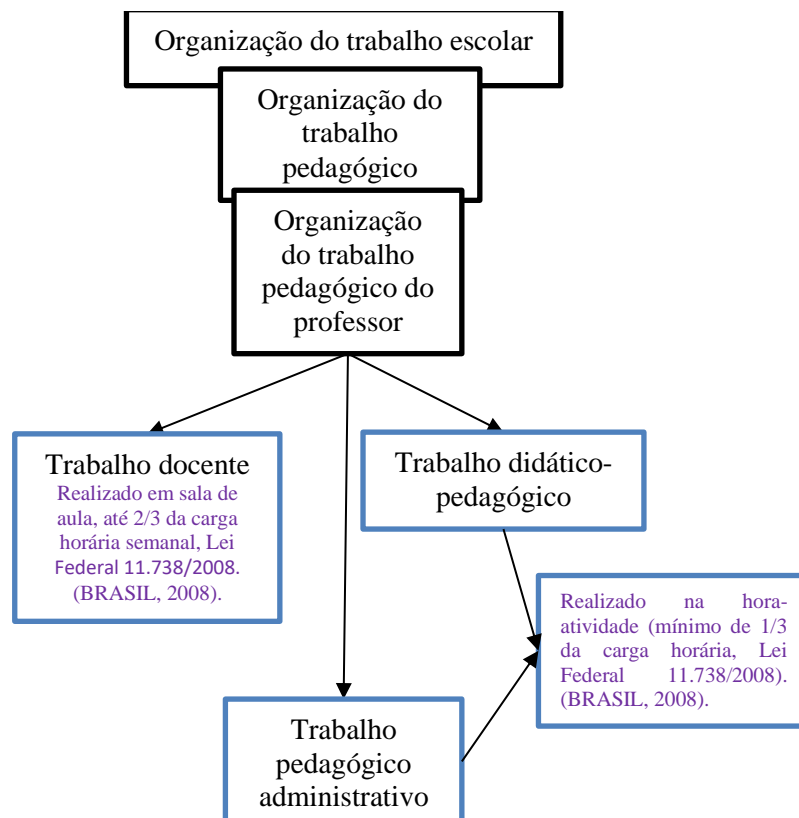 Organização do trabalho escolar
Organização do
trabalho
pedagógico
Organização
do trabalho
pedagógico do
professor
Trabalho docente
Realizado em sala de
aula, até 2/3 da carga
horária semanal, Lei
Federal 11.738/2008.
(BRASIL, 2008).
Trabalho didático-
pedagógico
Realizado na hora-
atividade (mínimo de 1/3
da carga horária, Lei
Federal 11.738/2008).
(BRASIL, 2008).
Trabalho
pedagógico
administrativo